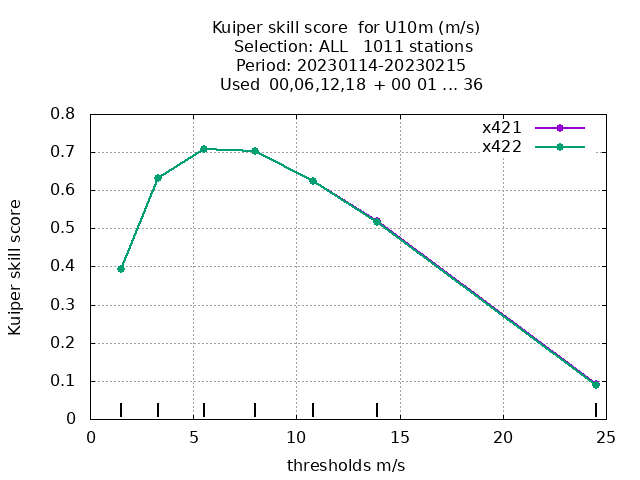 Kuiper skill score  for U10m (m/s)
Selection: ALL   1011 stations
Period: 20230114-20230215
Used  00,06,12,18  + 00 01 ... 36
x421
x422
Kuiper skill score
0.8
0.7
0.6
0.5
0.4
0.3
0.2
0.1
0
0 5 10 15 20 25
thresholds m/s